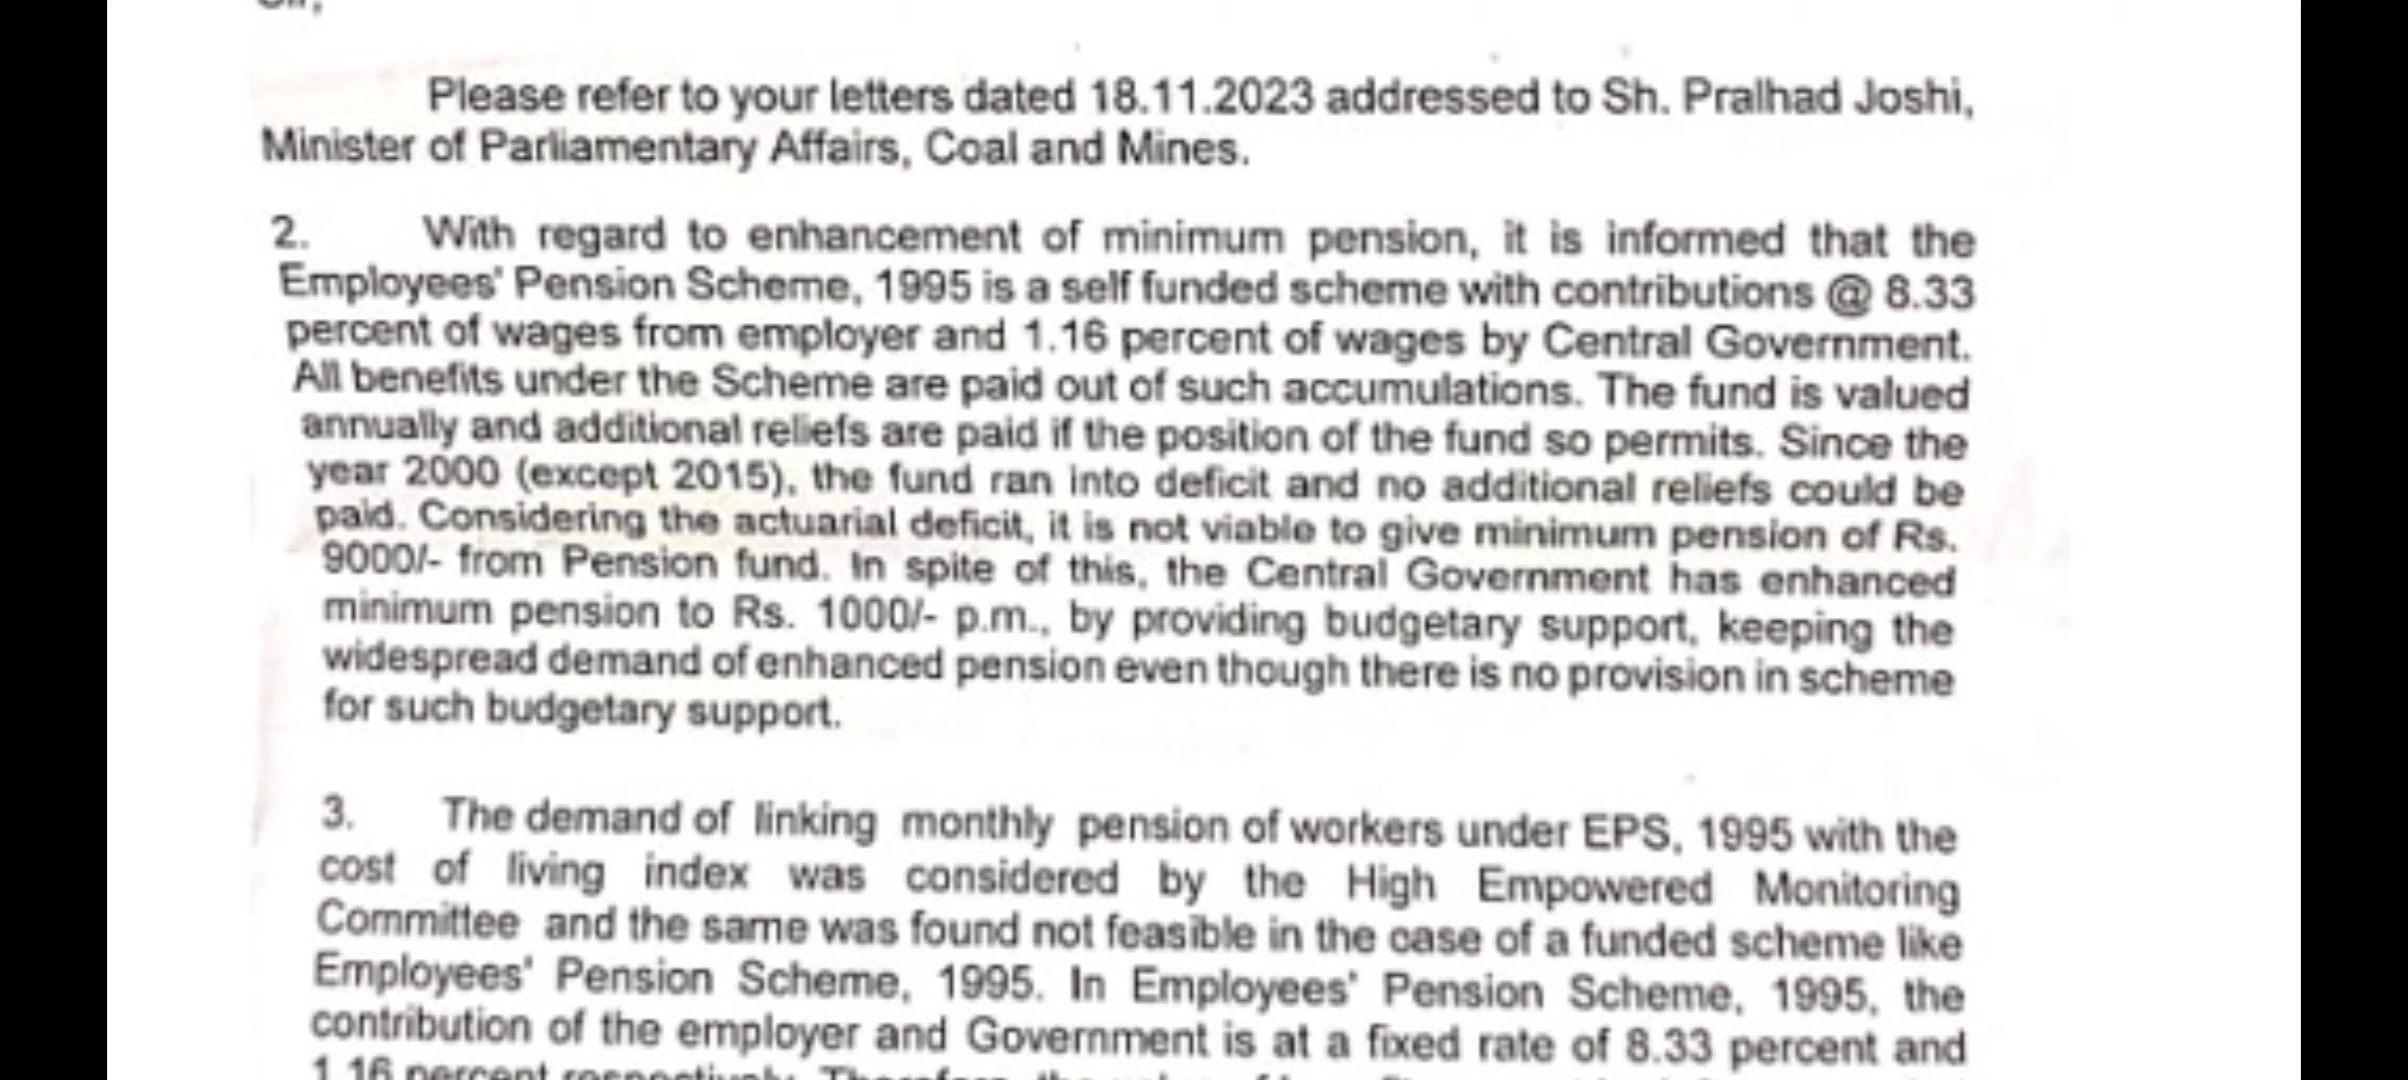 Sir,
Please refer to your letters dated 18.11.2023 addressed to Sh. Pralhad Joshi,
Minister of Parliamentary Affairs, Coal and Mines.
2. With regard to enhancement of minimum pension, it is informed that the
Employees' Pension Scheme, 1995 is a self funded scheme with contributions @ 8.33
percent of wages from employer and 1.16 percent of wages by Central Government.
All benefits under the Scheme are paid out of such accumulations. The fund is valued
annually and additional reliefs are paid if the position of the fund so permits. Since the
year 2000 (except 2015), the fund ran into deficit and no additional reliefs could be
paid. Considering the actuarial deficit, it is not viable to give minimum pension of Rs.
9000/- from Pension fund. In spite of this, the Central Government has enhanced
minimum pension to Rs. 1000/- p.m., by providing budgetary support, keeping the
widespread demand of enhanced pension even though there is no provision in scheme
for such budgetary support.
3. The demand of linking monthly pension of workers under EPS, 1995 with the
cost of living index was considered by the High Empowered Monitoring
Committee and the same was found not feasible in the case of a funded scheme like
Employees' Pension Scheme, 1995. In Employees' Pension Scheme, 1995, the
contribution of the employer and Government is at a fixed rate of 8.33 percent and
1.16 percent respectively. Therefore, the value of